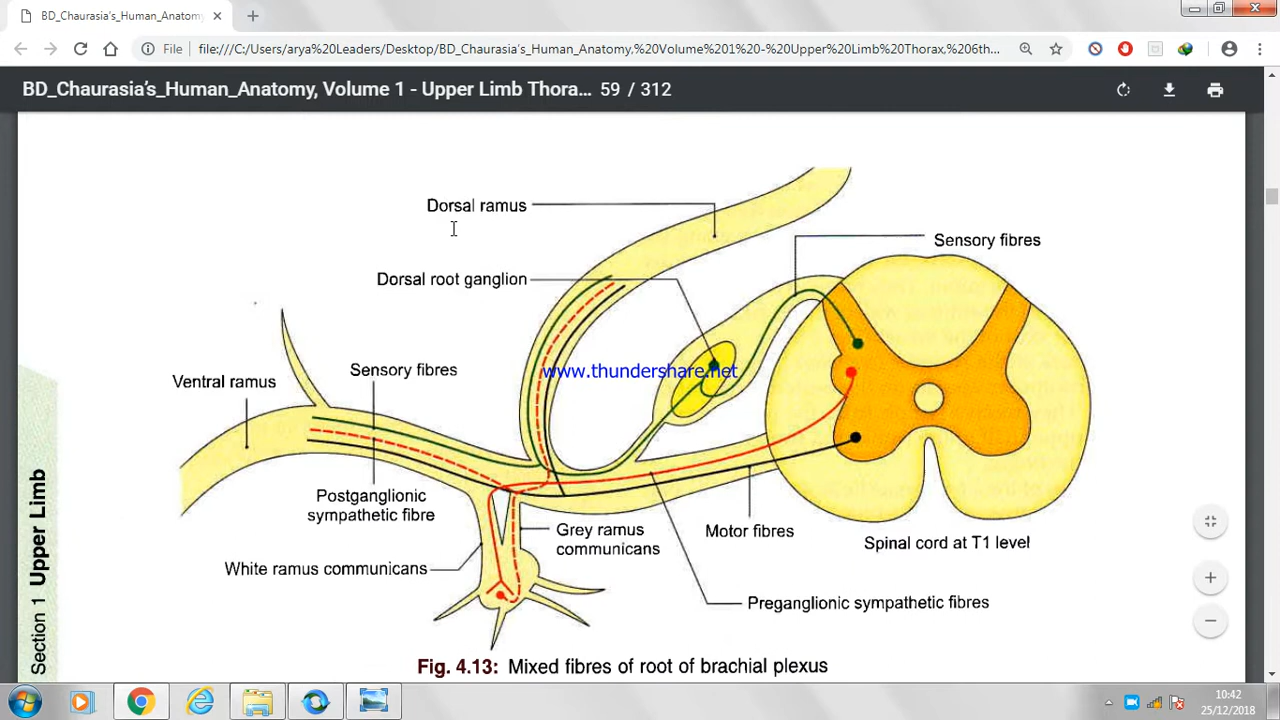 BD_Chaurasia's_Human_Anatomy
File
file:///C:/Users/arya%20Leaders/Desktop/BD_Chaurasia's_Human_Anatomy,%20Volume%201%20-%20Upper%20Limb%20Thorax,%206th...
BD_Chaurasia's_Human_Anatomy, Volume 1 - Upper Limb Thora... 59 / 312
Dorsal ramus
Sensory fibres
Dorsal root ganglion
Sensory fibres
Ventral ramus
www.thundershare.net
Postganglionic
sympathetic fibre
Grey ramus
communicans
Motor fibres
Spinal cord at T1 level
White ramus communicans
Preganglionic sympathetic fibres
Section 1 Upper Limb
Fig. 4.13: Mixed fibres of root of brachial plexus
10:42
25/12/2018